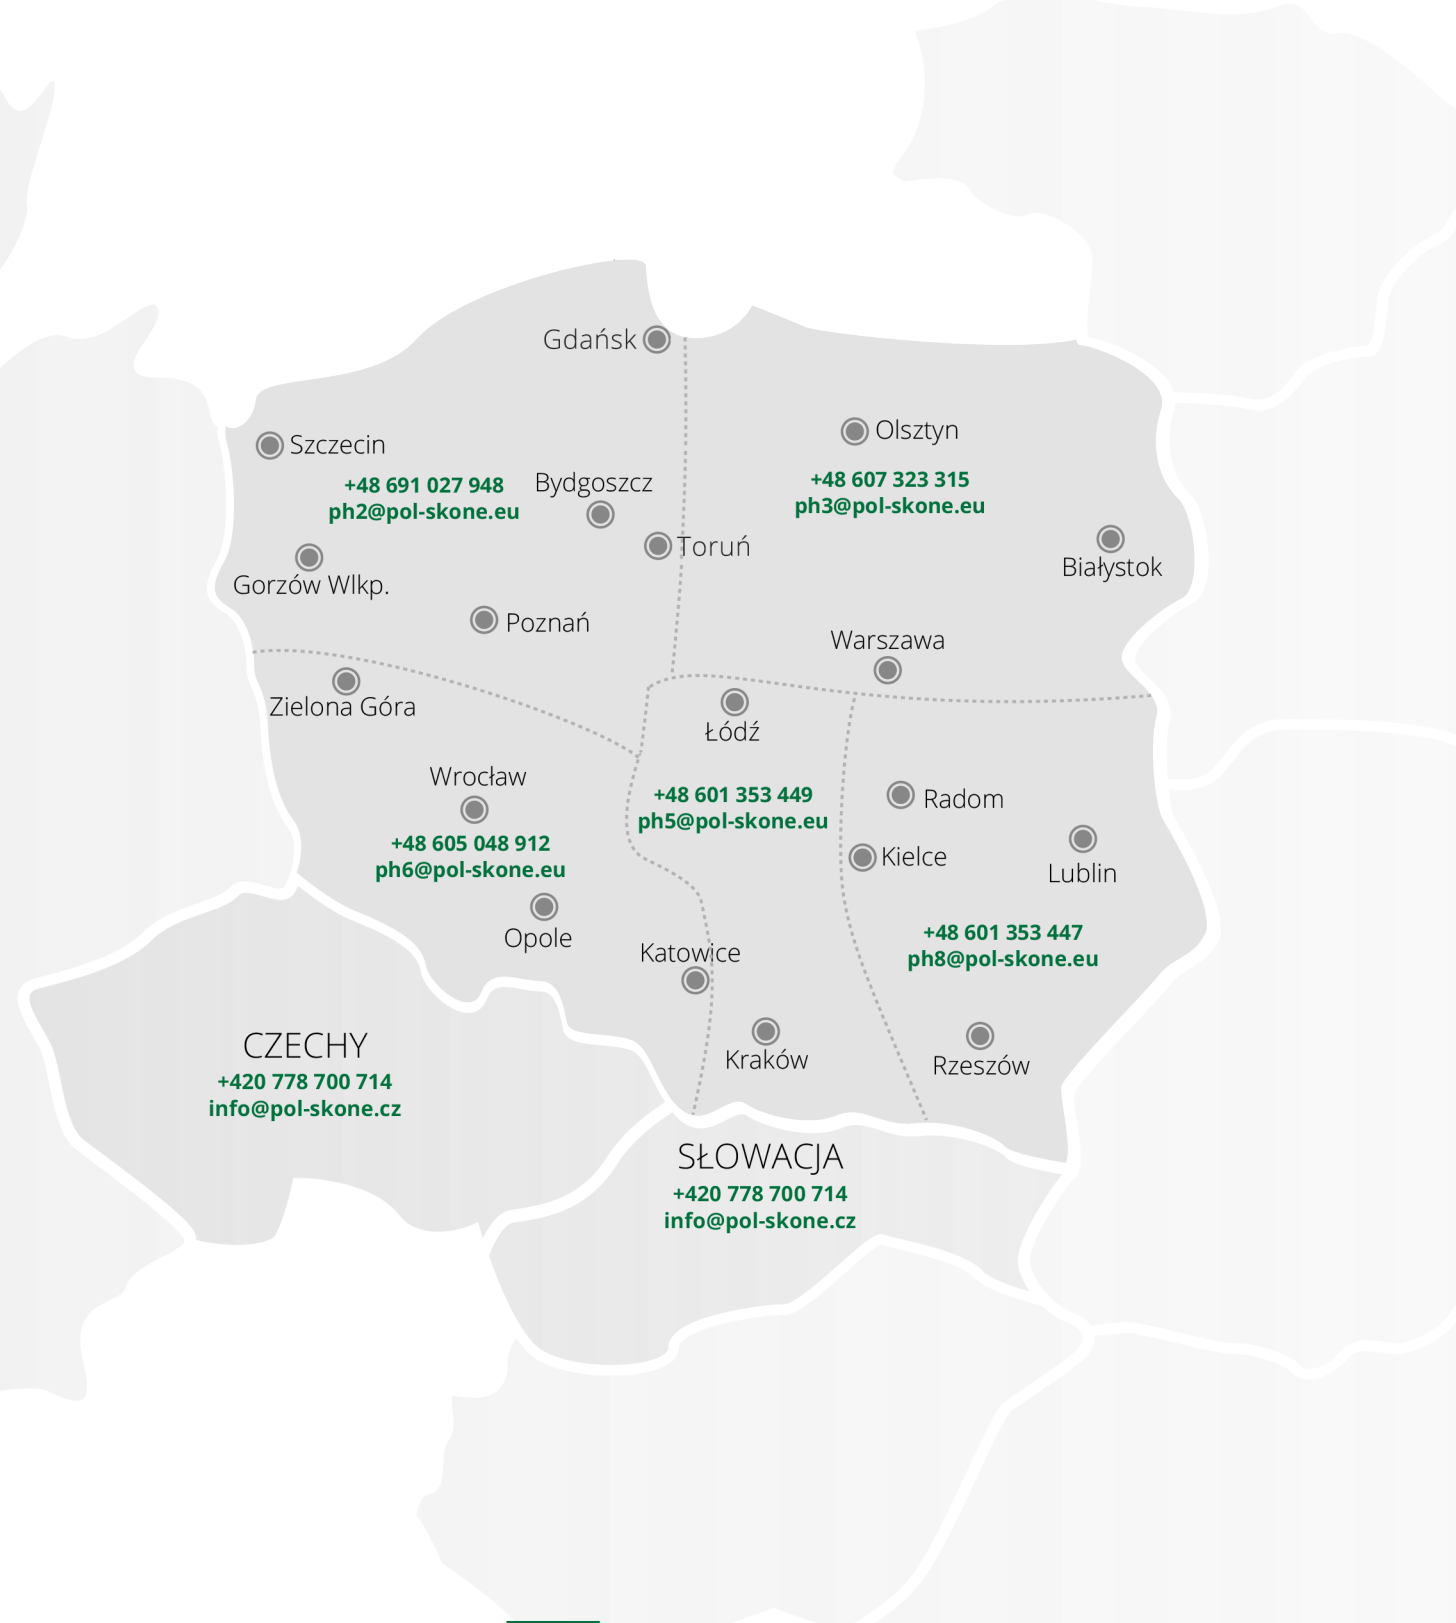 Gdańsk
Szczecin
Olsztyn
+48 691 027 948
ph2@pol-skone.eu
Bydgoszcz
+48 607 323 315
ph3@pol-skone.eu
Toruń
Białystok
Gorzów Wlkp.
Poznań
Warszawa
Zielona Góra
Łódź
Wrocław
+48 605 048 912
ph6@pol-skone.eu
+48 601 353 449
ph5@pol-skone.eu
Radom
Kielce
Lublin
Opole
Katowice
+48 601 353 447
ph8@pol-skone.eu
Kraków
Rzeszów
CZECHY
+420 778 700 714
info@pol-skone.cz
SŁOWACJA
+420 778 700 714
info@pol-skone.cz